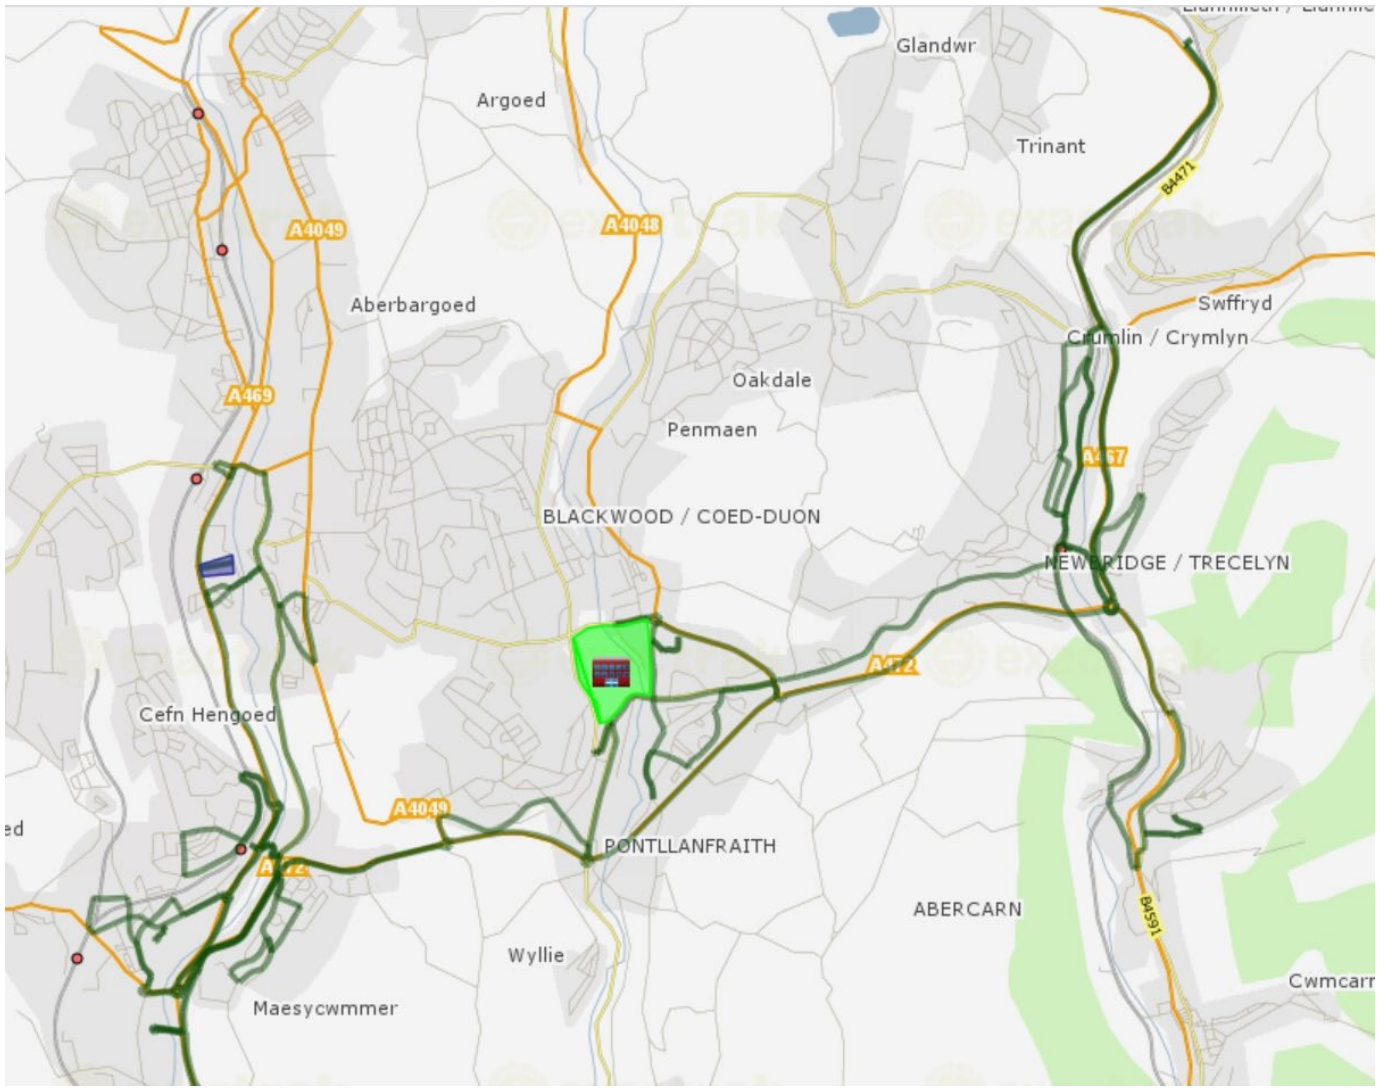 Glandwr
Argoed
Trinant
B4471
A4049
A4048
Aberbargoed
Swffryd
Crumlin / Crymlyn
Oakdale
A469
Penmaen
A467
BLACKWOOD / COED-DUON
NEWBRIDGE / TRECELYN
A472
Cefn Hengoed
A4049
ed
PONTLLANFRAITH
A472
ABERCARN
B4591
Wyllie
Cwmcarn
Maesycwmmer